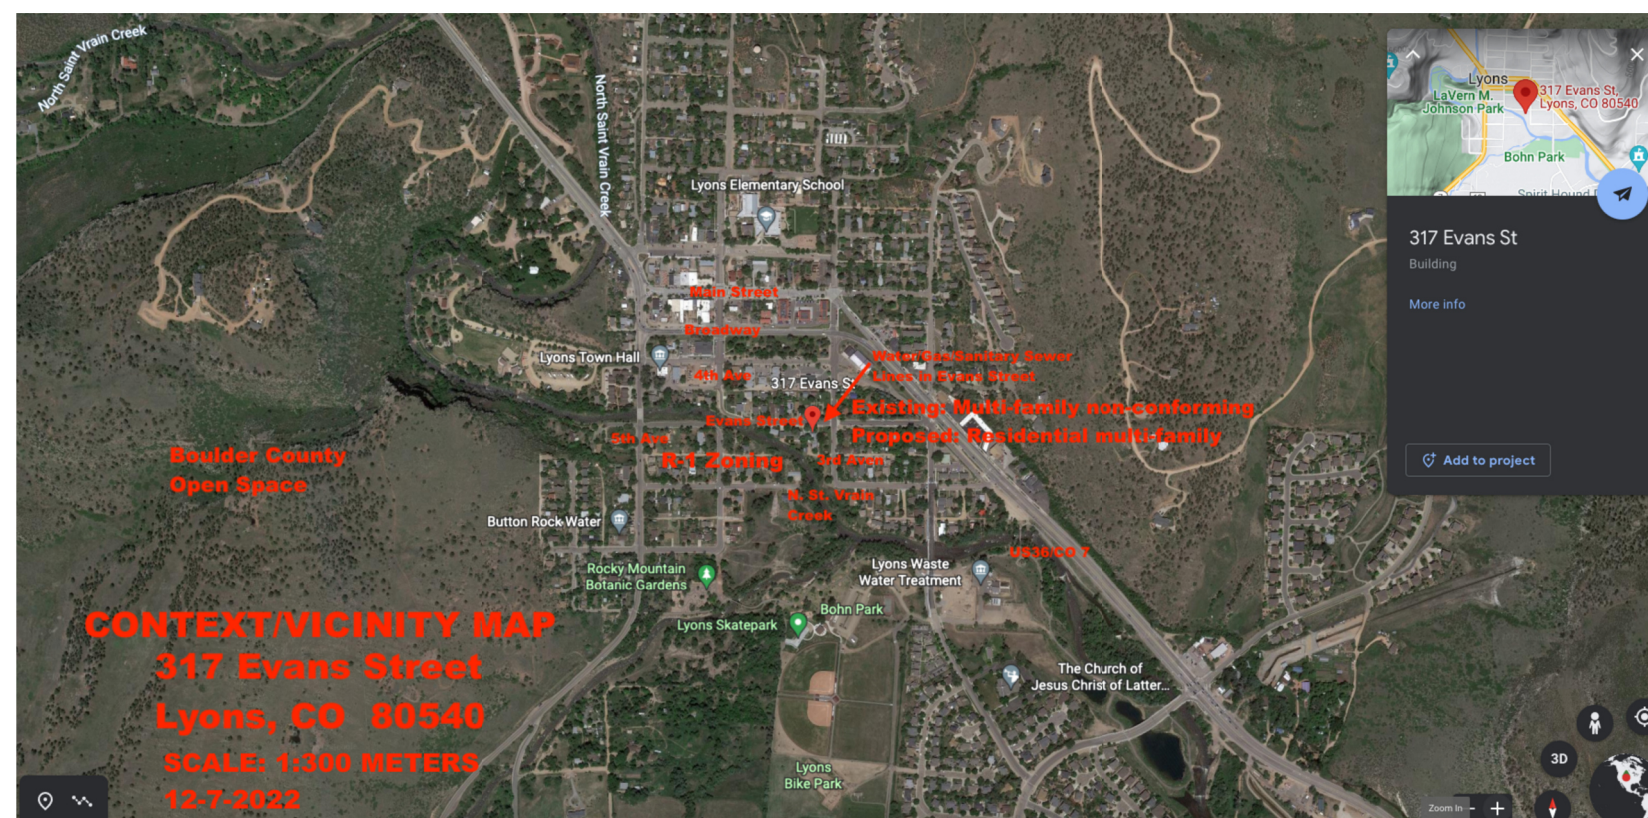 North Saint Vrain Creek
North Saint Vrain Creek
Lyons Elementary School
Main Street
Broadway
Lyons Town Hall
4th Ave
317 Evans St
Water/Gas/Sanitary Sewer
Lines in Evans Street
Existing: Multi-family non-conforming
Evans Street
Proposed: Residential multi-family
5th Ave
R-1 Zoning
3rd Aven
Boulder County
Open Space
N. St. Vrain
Creek
Button Rock Water
US36/CO 7
Rocky Mountain
Botanic Gardens
Lyons Waste
Water Treatment
Bohn Park
Lyons Skatepark
The Church of
Jesus Christ of Latter...
Lyons
Bike Park
CONTEXT/VICINITY MAP
317 Evans Street
Lyons, CO 80540
SCALE: 1:300 METERS
12-7-2022
Lyons
LaVern M.
Johnson Park
317 Evans St,
Lyons, CO 80540
Bohn Park
Spirit Hound
317 Evans St
Building
More info
Add to project
3D
Zoom In